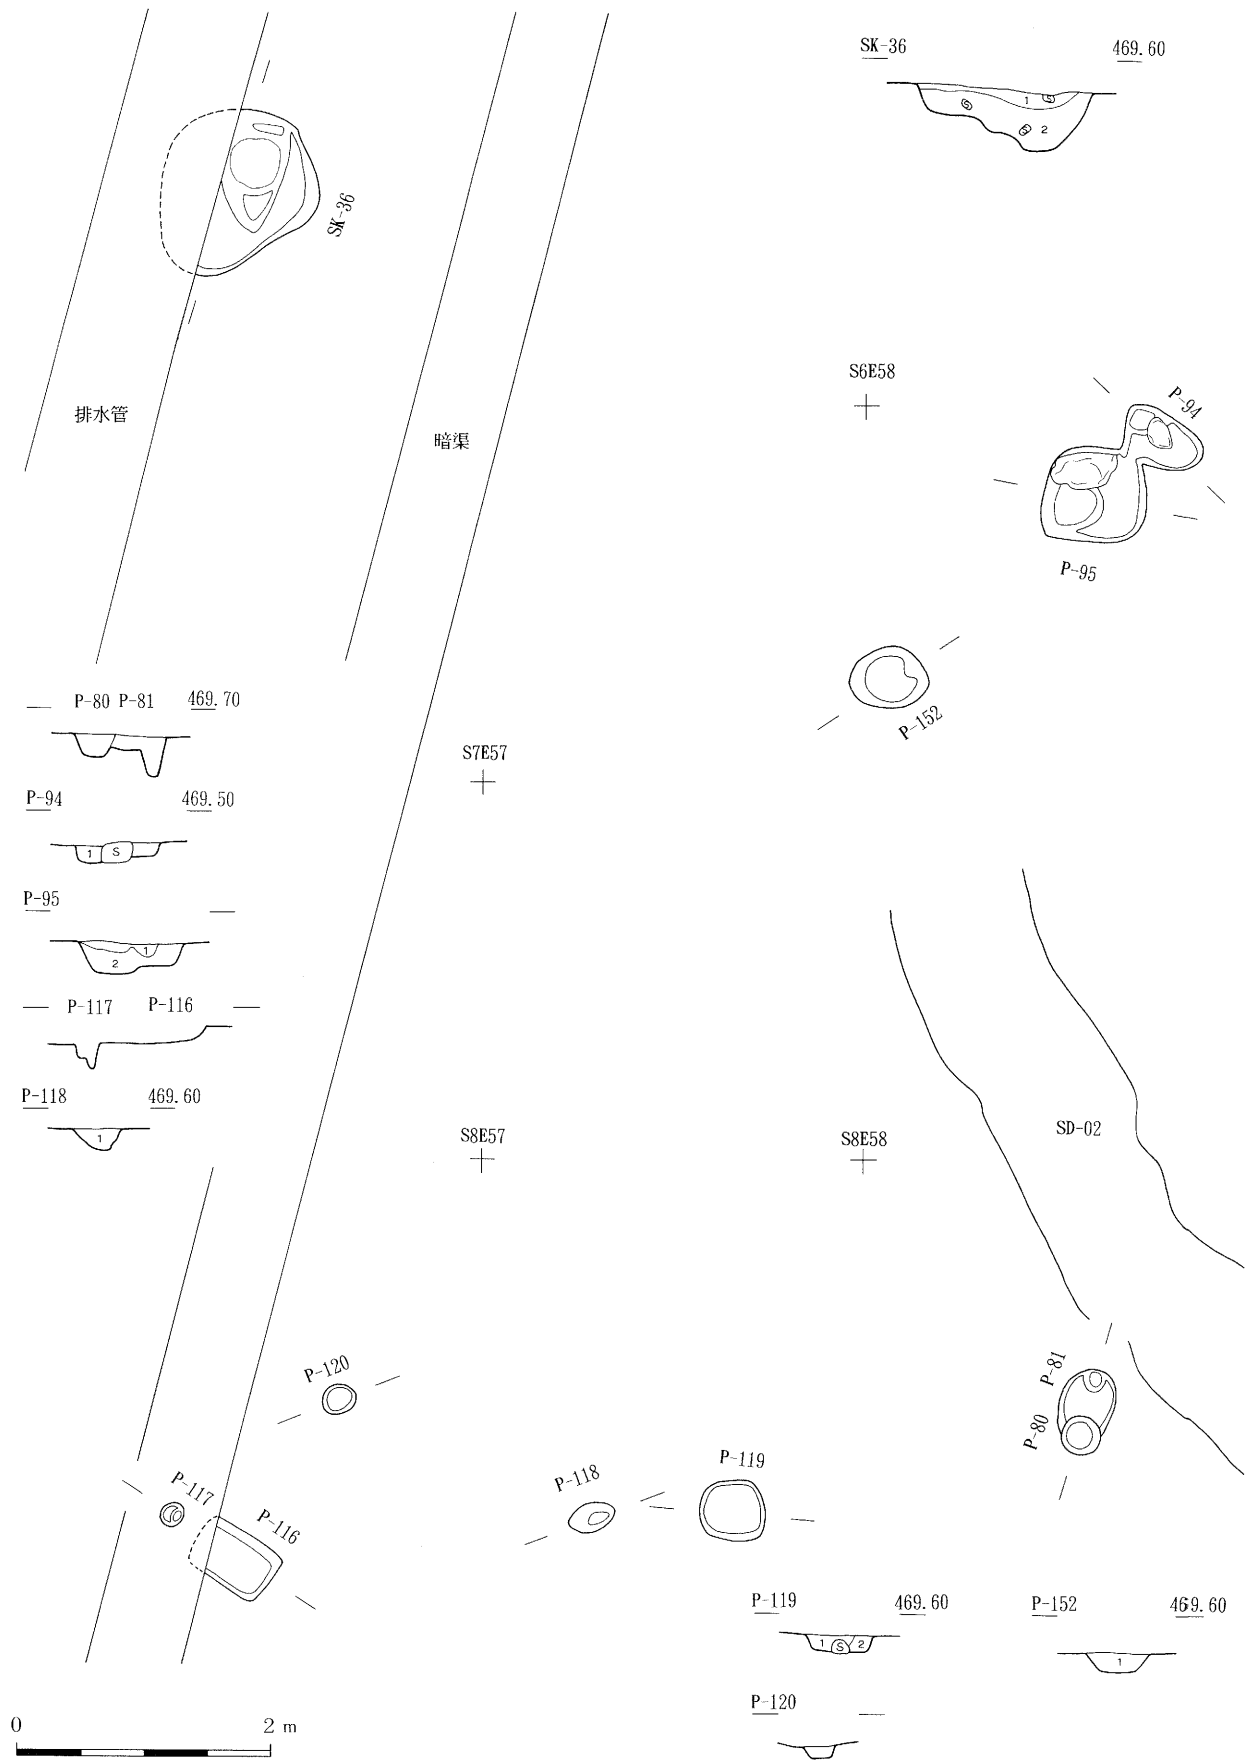 SK-36 469.60
1
2
SK-36
S6E58
P-94
排水管
暗渠
P-95
P-152
P-80 P-81 469.70
S7E57
P-94 469.50
1 S
P-95
1
2
P-117 P-116
P-118 469.60
1
S8E57
S8E58
SD-02
P-120
P-81
P-80
P-119
P-118
P-117
P-116
P-119 469.60
1 S 2
P-152 469.60
1
P-120
0 2 m